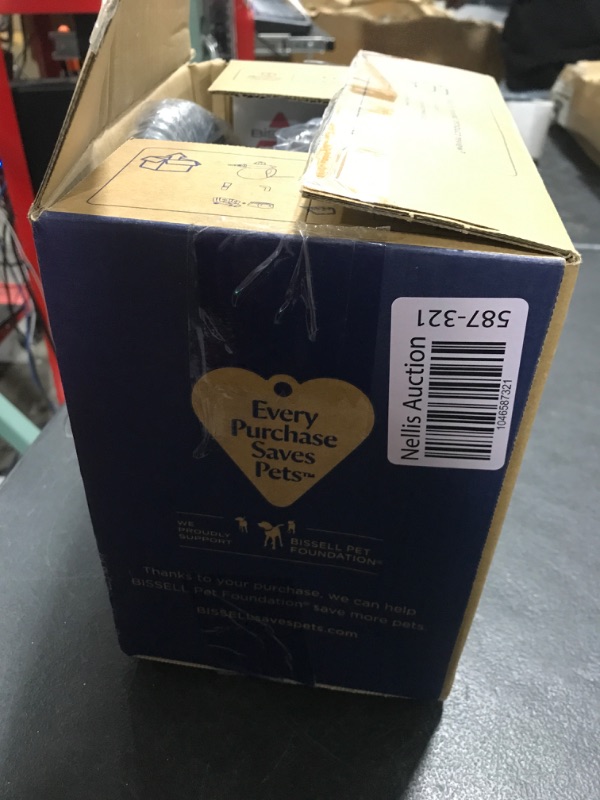 587-321
Nellis Auction
1046587321
Every
Purchase
Saves
Pets™
WE
PROUDLY
SUPPORT
BISSELL PET
FOUNDATION®
Thanks to your purchase, we can help
BISSELL Pet Foundation® save more pets.
BISSELLsavespets.com